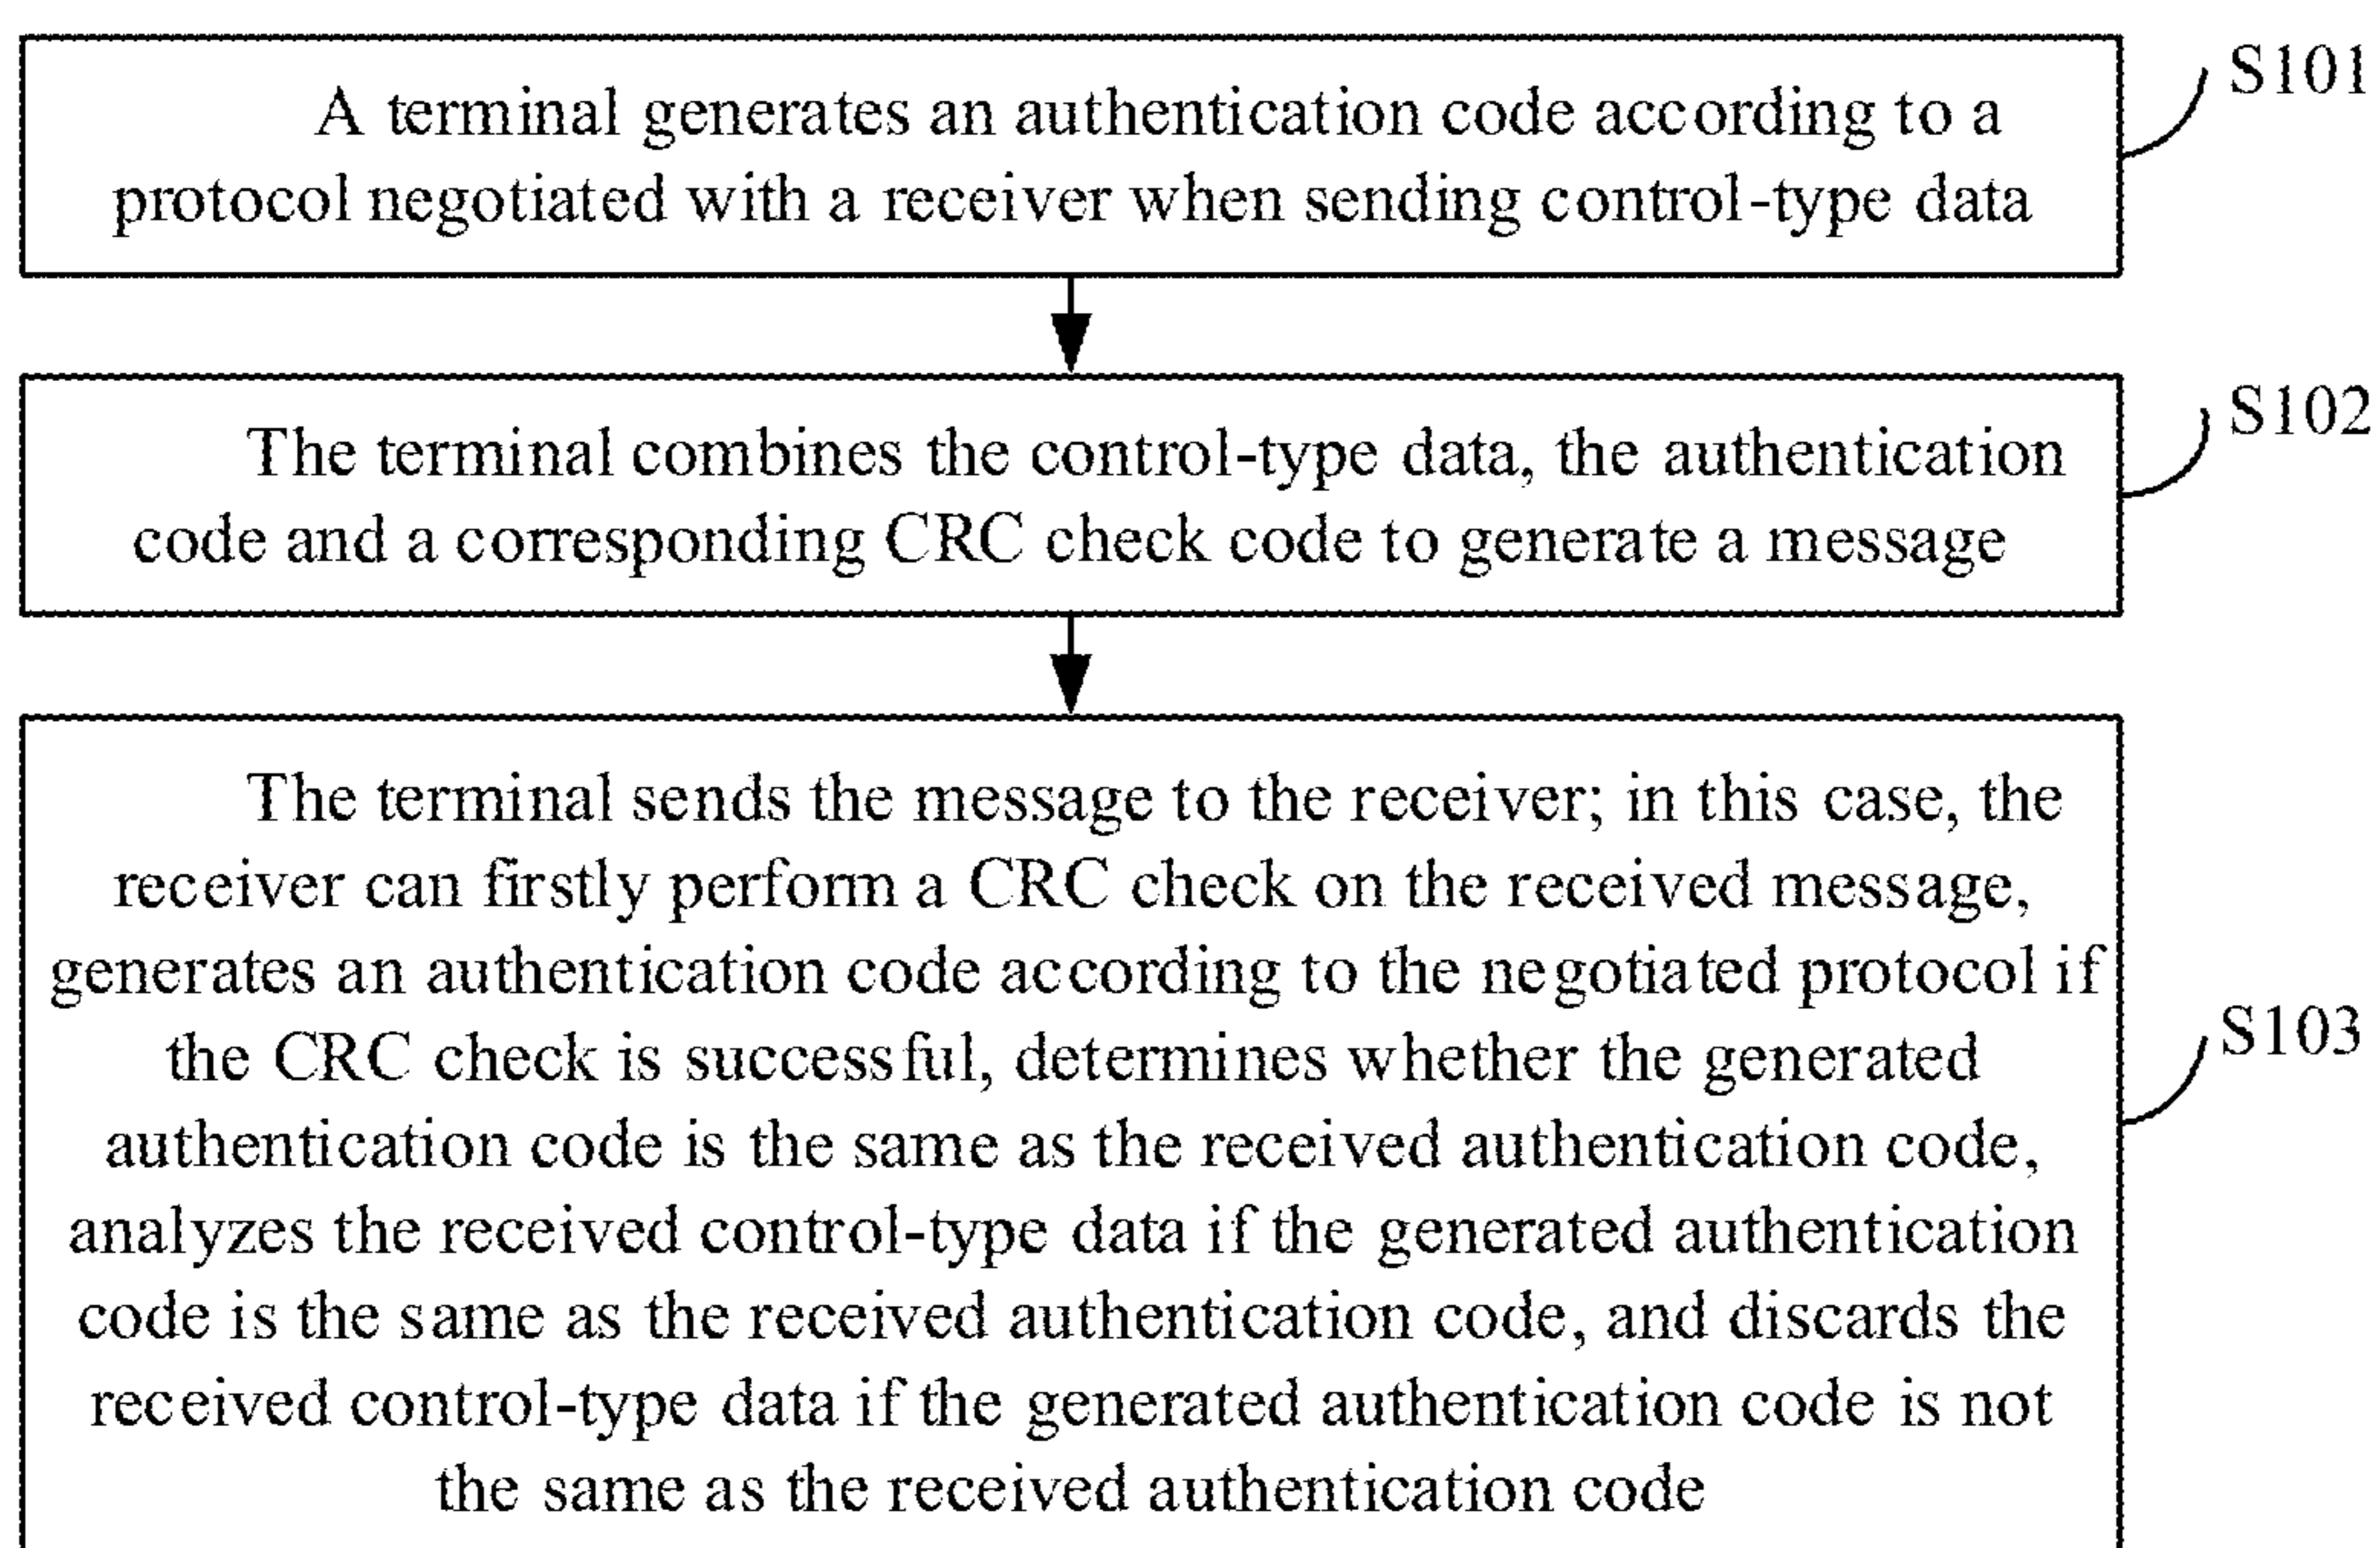 A terminal generates an authentication code according to a
protocol negotiated with a receiver when sending control-type data
S101
The terminal combines the control-type data, the authentication
code and a corresponding CRC check code to generate a message
S102
The terminal sends the message to the receiver; in this case, the
receiver can firstly perform a CRC check on the received message,
generates an authentication code according to the negotiated protocol if
the CRC check is successful, determines whether the generated
authentication code is the same as the received authentication code,
analyzes the received control-type data if the generated authentication
code is the same as the received authentication code, and discards the
received control-type data if the generated authentication code is not
the same as the received authentication code
S103